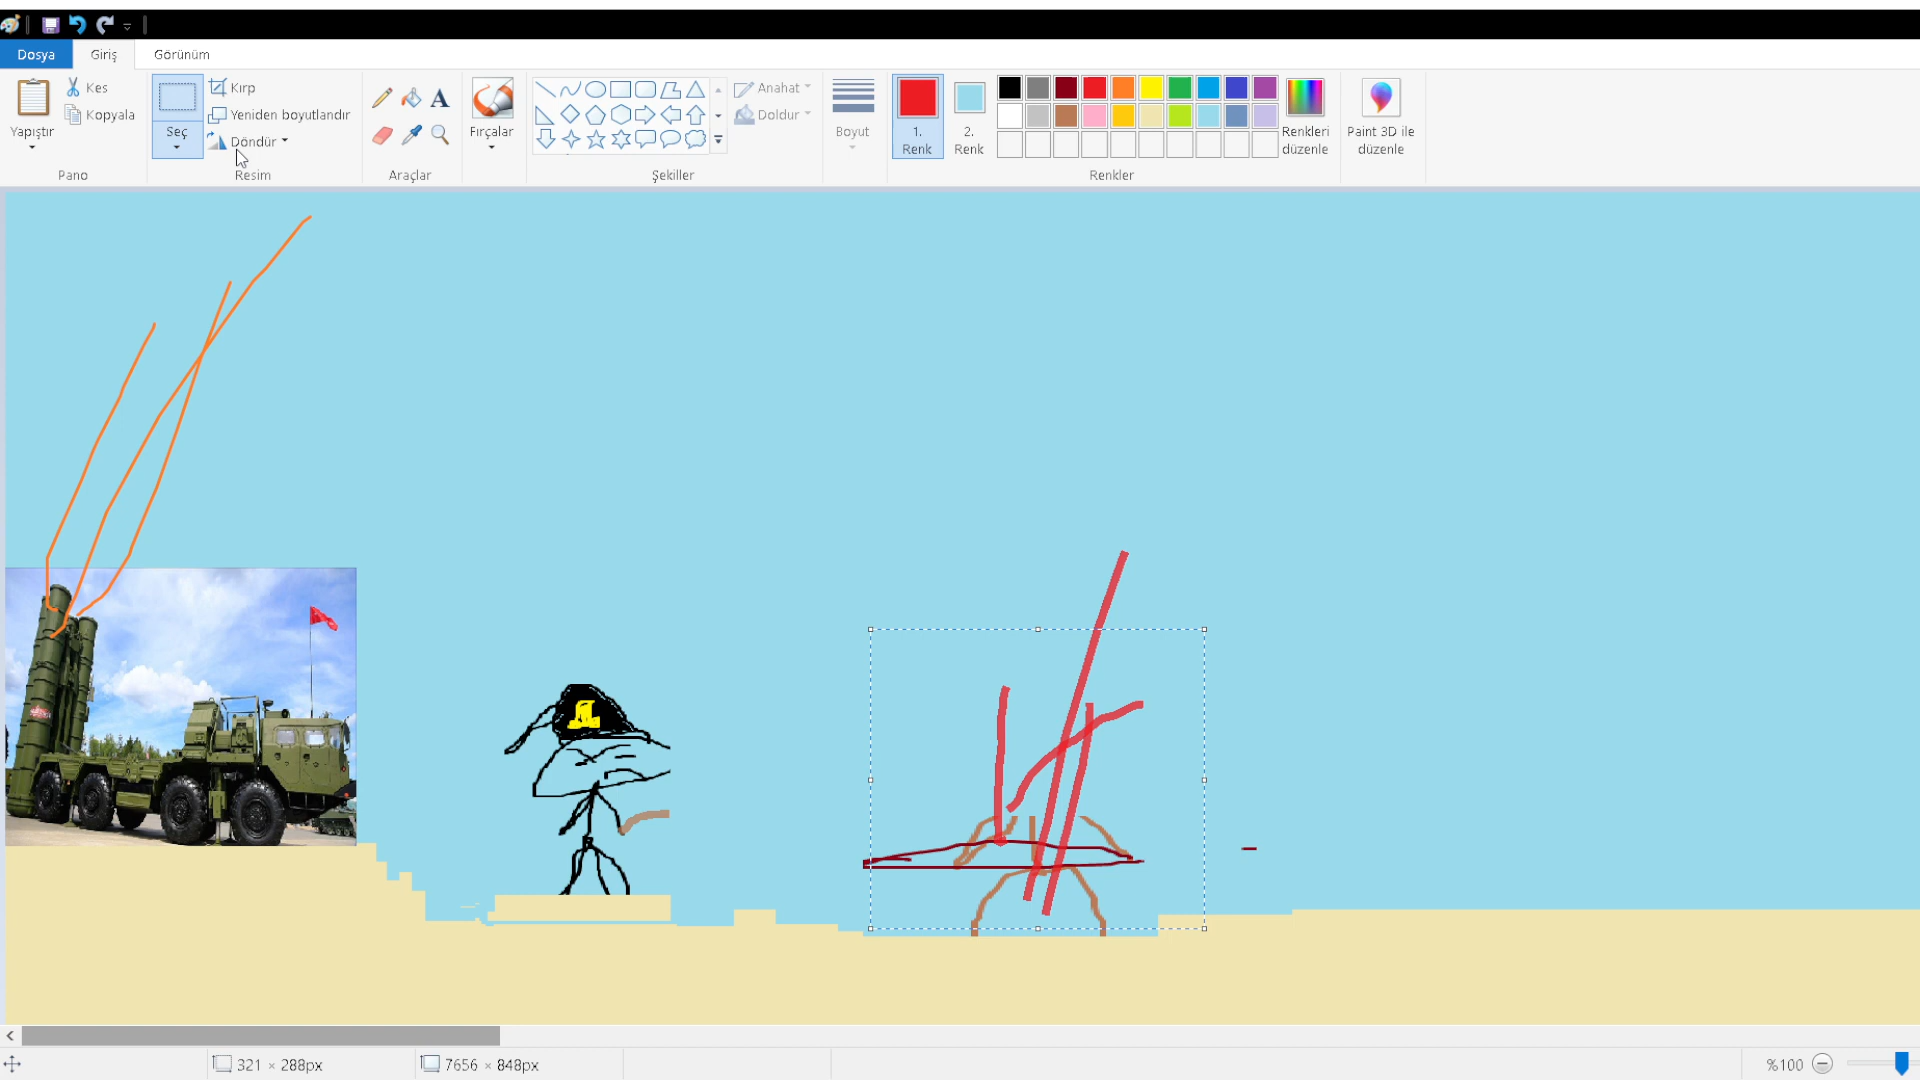 Dosya Giriş Görünüm
Yapıştır
Kes
Kopyala
Pano
Seç
Kırp
Yeniden boyutlandır
Döndür
Resim
A
Araçlar
Fırçalar
Şekiller
Anahat
Doldur
Boyut
1.
Renk
2.
Renk
Renkleri
düzenle
Renkler
Paint 3D ile
düzenle
321 × 288px
7656 × 848px
%100